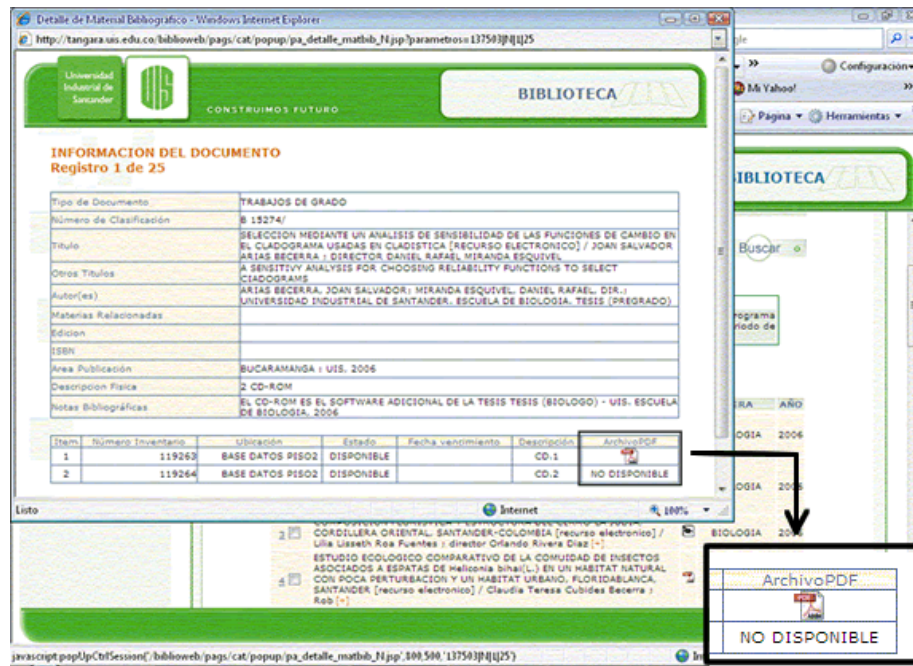 Detalle de Material Bibliografico - Windows Internet Explorer
http://tangara.uis.edu.co/biblioweb/pags/cat/popup/pa_detalle_matbib_N.jsp?parametros=137503|N|1|25
Universidad
Industrial de
Santander
UIS
CONSTRUIMOS FUTURO
BIBLIOTECA
INFORMACION DEL DOCUMENTO
Registro 1 de 25
Tipo de Documento TRABAJOS DE GRADO
Número de Clasificación B 15274/
Titulo SELECCION MEDIANTE UN ANALISIS DE SENSIBILIDAD DE LAS FUNCIONES DE CAMBIO EN
EL CLADOGRAMA USADAS EN CLADISTICA [RECURSO ELECTRONICO] / JOAN SALVADOR
ARIAS BECERRA ; DIRECTOR DANIEL RAFAEL MIRANDA ESQUIVEL
Otros Titulos A SENSITIVY ANALYSIS FOR CHOOSING RELIABILITY FUNCTIONS TO SELECT
CIADOGRAMS
Autor(es) ARIAS BECERRA, JOAN SALVADOR; MIRANDA ESQUIVEL, DANIEL RAFAEL, DIR.;
UNIVERSIDAD INDUSTRIAL DE SANTANDER. ESCUELA DE BIOLOGIA. TESIS (PREGRADO)
Materias Relacionadas
Edicion
ISBN
Area Publicación BUCARAMANGA : UIS, 2006
Descripcion Fisica 2 CD-ROM
Notas Bibliográficas EL CD-ROM ES EL SOFTWARE ADICIONAL DE LA TESIS TESIS (BIOLOGO) - UIS. ESCUELA
DE BIOLOGIA, 2006
Item Número Inventario Ubicación Estado Fecha vencimiento Descripción ArchivoPDF
1 119263 BASE DATOS PISO2 DISPONIBLE CD.1
2 119264 BASE DATOS PISO2 DISPONIBLE CD.2 NO DISPONIBLE
Listo Internet 100%
gle
Configuración
Mi Yahoo!
Página Herramientas
BIBLIOTECA
Buscar
rograma
riodo de
RA AÑO
OGIA 2006
OGIA 2006
CORDILLERA ORIENTAL, SANTANDER-COLOMBIA [recurso electronico] /
3 Lilia Lisseth Roa Fuentes ; director Orlando Rivera Diaz [+] BIOLOGIA 2006
ESTUDIO ECOLOGICO COMPARATIVO DE LA COMUIDAD DE INSECTOS
ASOCIADOS A ESPATAS DE Heliconia bihai(L.) EN UN HABITAT NATURAL
4 CON POCA PERTURBACION Y UN HABITAT URBANO, FLORIDABLANCA,
SANTANDER [recurso electronico] / Claudia Teresa Cubides Becerra ;
Rob [+]
ArchivoPDF
NO DISPONIBLE
javascript:popUpCtrlSession('/biblioweb/pags/cat/popup/pa_detalle_matbib_N.jsp',800,500,'137503|N|1|25')